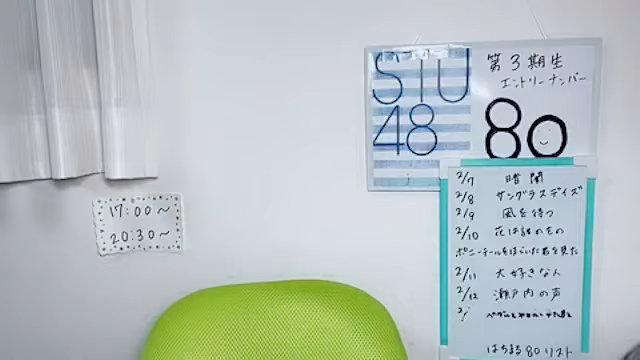 17:00〜
20:30〜
STU
48
第3期生
エントリーナンバー
80
2/7 暗闇
2/8 サングラスデイズ
2/9 風を待つ
2/10 花は誰のもの
ポニーテールをほどいた君を見た
2/11 大好きな人
2/12 瀬戸内の声
はちまる80リスト